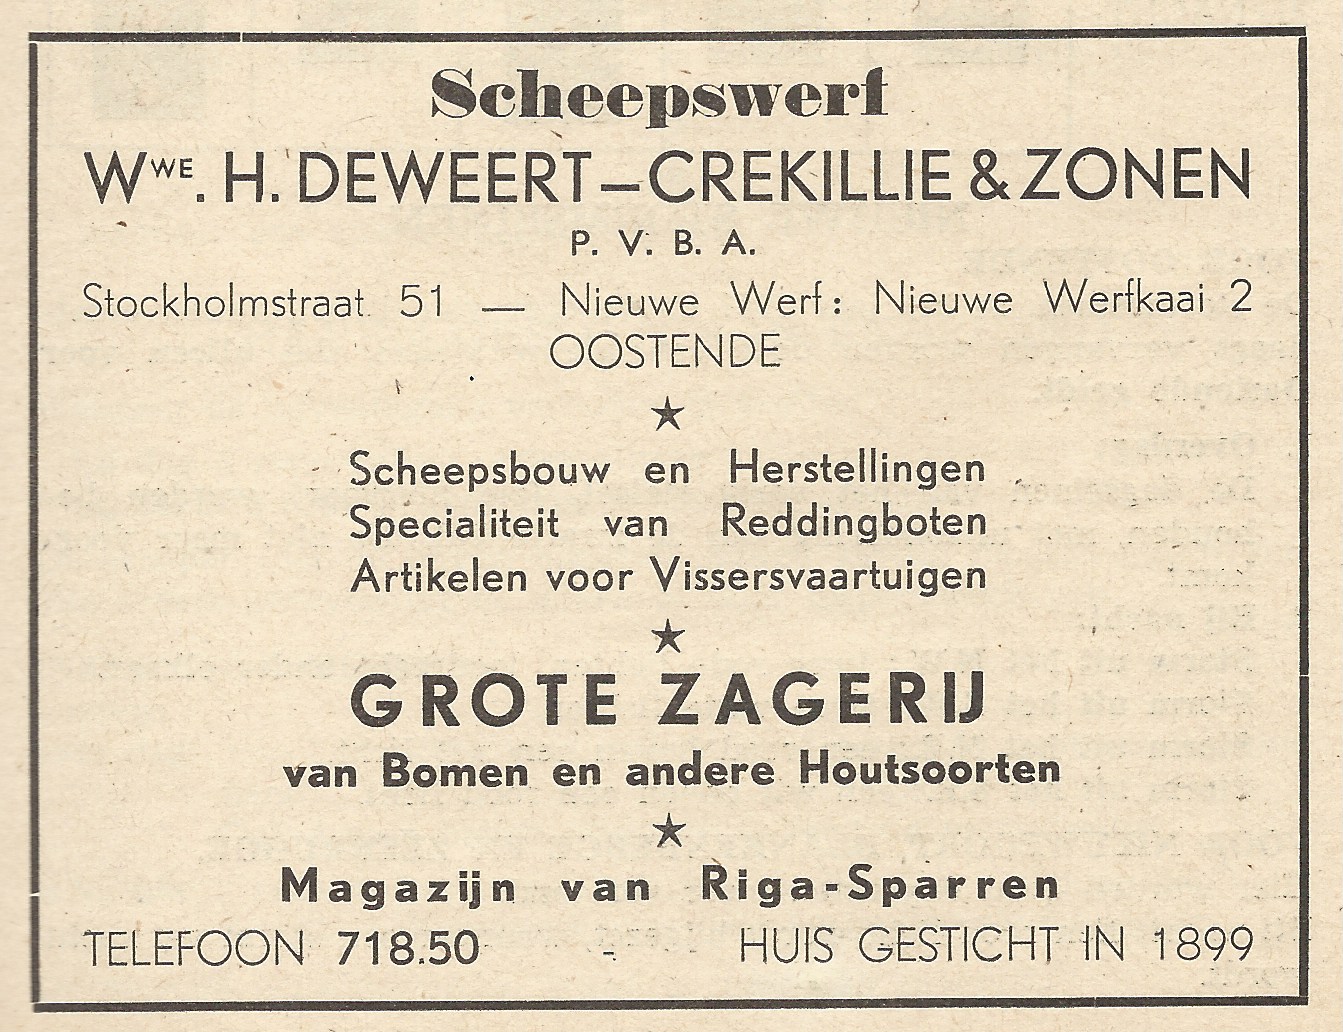 Scheepswerf
WWE. H. DEWEERT – CREKILLIE & ZONEN
P. V. B. A.
Stockholmstraat 51 — Nieuwe Werf: Nieuwe Werfkaai 2
OOSTENDE
Scheepsbouw en Herstellingen
Specialiteit van Reddingboten
Artikelen voor Vissersvaartuigen
GROTE ZAGERIJ
van Bomen en andere Houtsoorten
Magazijn van Riga-Sparren
TELEFOON 718.50 - HUIS GESTICHT IN 1899